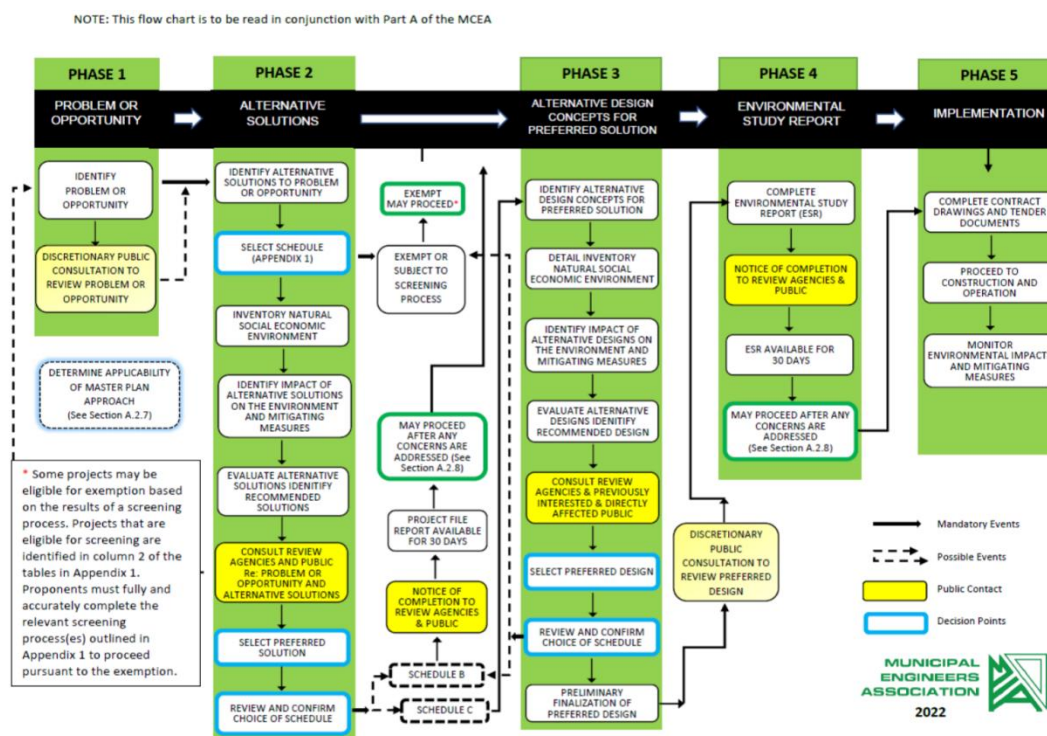 NOTE: This flow chart is to be read in conjunction with Part A of the MCEA
PHASE 1
PROBLEM OR
OPPORTUNITY
IDENTIFY
PROBLEM OR
OPPORTUNITY
DISCRETIONARY PUBLIC
CONSULTATION TO
REVIEW PROBLEM OR
OPPORTUNITY
DETERMINE APPLICABILITY
OF MASTER PLAN
APPROACH
(See Section A.2.7)
* Some projects may be
eligible for exemption based
on the results of a screening
process. Projects that are
eligible for screening are
identified in column 2 of the
tables in Appendix 1.
Proponents must fully and
accurately complete the
relevant screening
process(es) outlined in
Appendix 1 to proceed
pursuant to the exemption.
PHASE 2
ALTERNATIVE
SOLUTIONS
IDENTIFY ALTERNATIVE
SOLUTIONS TO PROBLEM
OR OPPORTUNITY
SELECT SCHEDULE
(APPENDIX 1)
INVENTORY NATURAL
SOCIAL ECONOMIC
ENVIRONMENT
IDENTIFY IMPACT OF
ALTERNATIVE SOLUTIONS
ON THE ENVIRONMENT
AND MITIGATING
MEASURES
EVALUATE ALTERNATIVE
SOLUTIONS IDENTIFY
RECOMMENDED
SOLUTIONS
CONSULT REVIEW
AGENCIES AND PUBLIC
Re: PROBLEM OR
OPPORTUNITY AND
ALTERNATIVE SOLUTIONS
SELECT PREFERRED
SOLUTION
REVIEW AND CONFIRM
CHOICE OF SCHEDULE
EXEMPT
MAY PROCEED*
EXEMPT OR
SUBJECT TO
SCREENING
PROCESS
MAY PROCEED
AFTER ANY
CONCERNS ARE
ADDRESSED (See
Section A.2.8)
PROJECT FILE
REPORT AVAILABLE
FOR 30 DAYS
NOTICE OF
COMPLETION TO
REVIEW AGENCIES
& PUBLIC
SCHEDULE B
SCHEDULE C
PHASE 3
ALTERNATIVE DESIGN
CONCEPTS FOR
PREFERRED SOLUTION
IDENTIFY ALTERNATIVE
DESIGN CONCEPTS FOR
PREFERRED SOLUTION
DETAIL INVENTORY
NATURAL SOCIAL
ECONOMIC ENVIRONMENT
IDENTIFY IMPACT OF
ALTERNATIVE DESIGNS ON
THE ENVIRONMENT AND
MITIGATING MEASURES
EVALUATE ALTERNATIVE
DESIGNS IDEINTIFY
RECOMMENDED DESIGN
CONSULT REVIEW
AGENCIES & PREVIOUSLY
INTERESTED & DIRECTLY
AFFECTED PUBLIC
SELECT PREFERRED DESIGN
REVIEW AND CONFIRM
CHOICE OF SCHEDULE
PRELIMINARY
FINALIZATION OF
PREFERRED DESIGN
DISCRETIONARY
PUBLIC
CONSULTATION TO
REVIEW PREFERRED
DESIGN
PHASE 4
ENVIRONMENTAL
STUDY REPORT
COMPLETE
ENVIRONMENTAL STUDY
REPORT (ESR)
NOTICE OF COMPLETION
TO REVIEW AGENCIES &
PUBLIC
ESR AVAILABLE FOR
30 DAYS
MAY PROCEED AFTER ANY
CONCERNS ARE
ADDRESSED
(See Section A.2.8)
PHASE 5
IMPLEMENTATION
COMPLETE CONTRACT
DRAWINGS AND TENDER
DOCUMENTS
PROCEED TO
CONSTRUCTION AND
OPERATION
MONITOR
ENVIRONMENTAL IMPACT
AND MITIGATING
MEASURES
Mandatory Events
Possible Events
Public Contact
Decision Points
MUNICIPAL
ENGINEERS
ASSOCIATION
2022